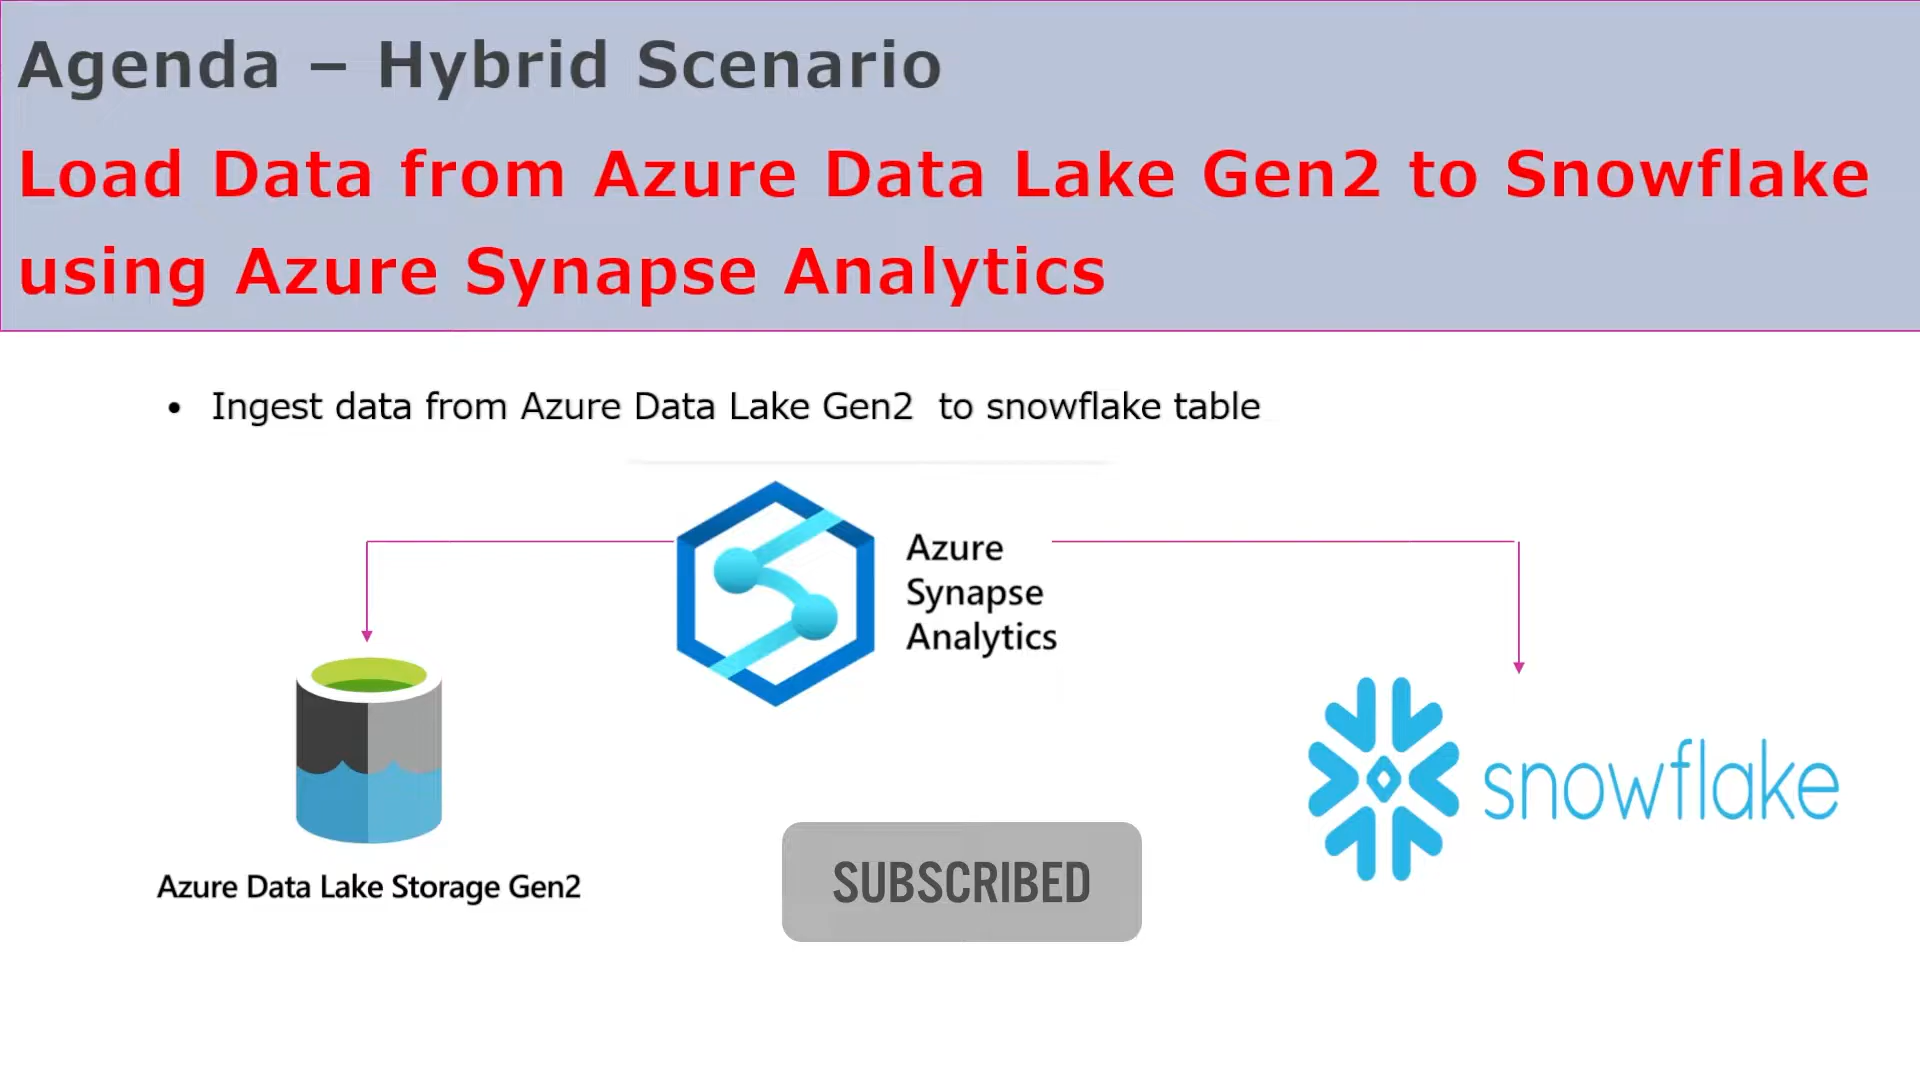 Agenda – Hybrid Scenario
Load Data from Azure Data Lake Gen2 to Snowflake
using Azure Synapse Analytics
• Ingest data from Azure Data Lake Gen2  to snowflake table
Azure
Synapse
Analytics
snowflake
Azure Data Lake Storage Gen2
SUBSCRIBED